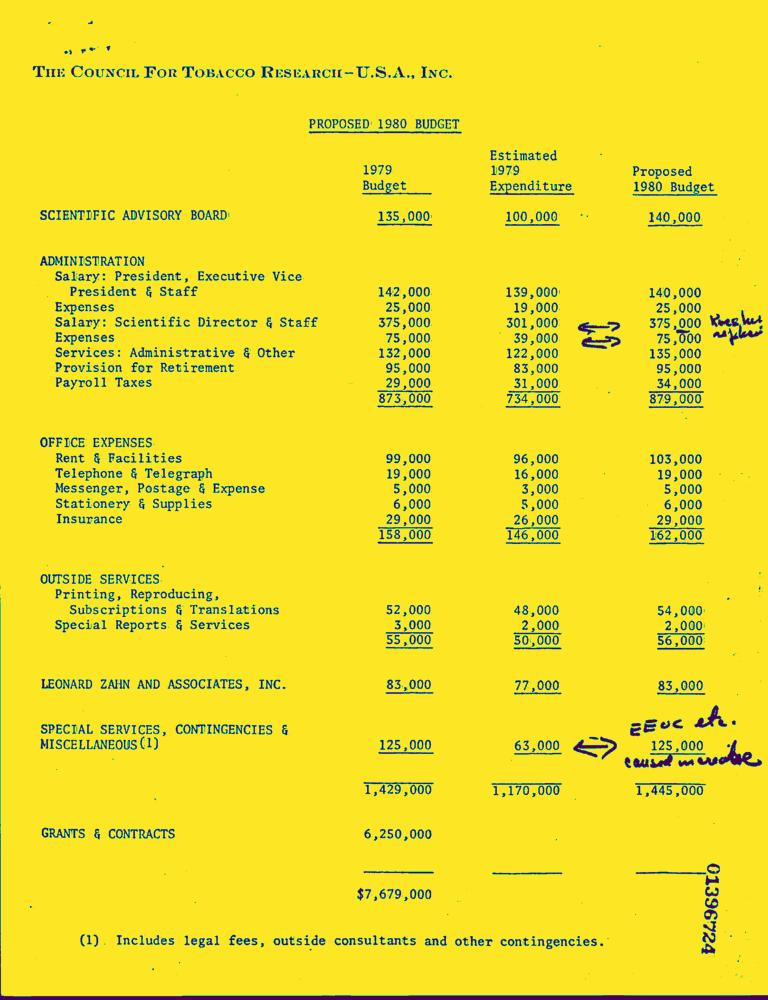 THE COUNCIL FOR TOBACCO RESEARCH-U.S.A., INC.
PROPOSED 1980 BUDGET
Estimated
1979 1979 Proposed
Budget Expenditure 1980 Budget
SCIENTIFIC ADVISORY BOARD 135,000 100,000 140,000
ADMINISTRATION
Salary: President, Executive Vice
President & Staff 142,000 139,000 140,000
Expenses 25,000 19,000 25,000
Salary: Scientific Director & Staff 375,000 301,000 375,000
Expenses 75,000 39,000 75,000
Services: Administrative & Other 132,000 122,000 135,000
Provision for Retirement 95,000 83,000 95,000
Payroll Taxes 29,000 31,000 34,000
873,000 734,000 879,000
OFFICE EXPENSES
Rent & Facilities 99,000 96,000 103,000
Telephone & Telegraph 19,000 16,000 19,000
Messenger, Postage & Expense 5,000 3,000 5,000
Stationery & Supplies 6,000 5,000 6,000
Insurance 29,000 26,000 29,000
158,000 146,000 162,000
OUTSIDE SERVICES
Printing, Reproducing,
Subscriptions & Translations 52,000 48,000 54,000
Special Reports & Services 3,000 2,000 2,000
55,000 50,000 56,000
LEONARD ZAHN AND ASSOCIATES, INC. 83,000 77,000 83,000
EEOC etc.
SPECIAL SERVICES, CONTINGENCIES &
MISCELLANEOUS(1) 125,000 63,000 125,000
caused increase
1,429,000 1,170,000 1,445,000
GRANTS & CONTRACTS 6,250,000
$7,679,000
(1) Includes legal fees, outside consultants and other contingencies.
01396724